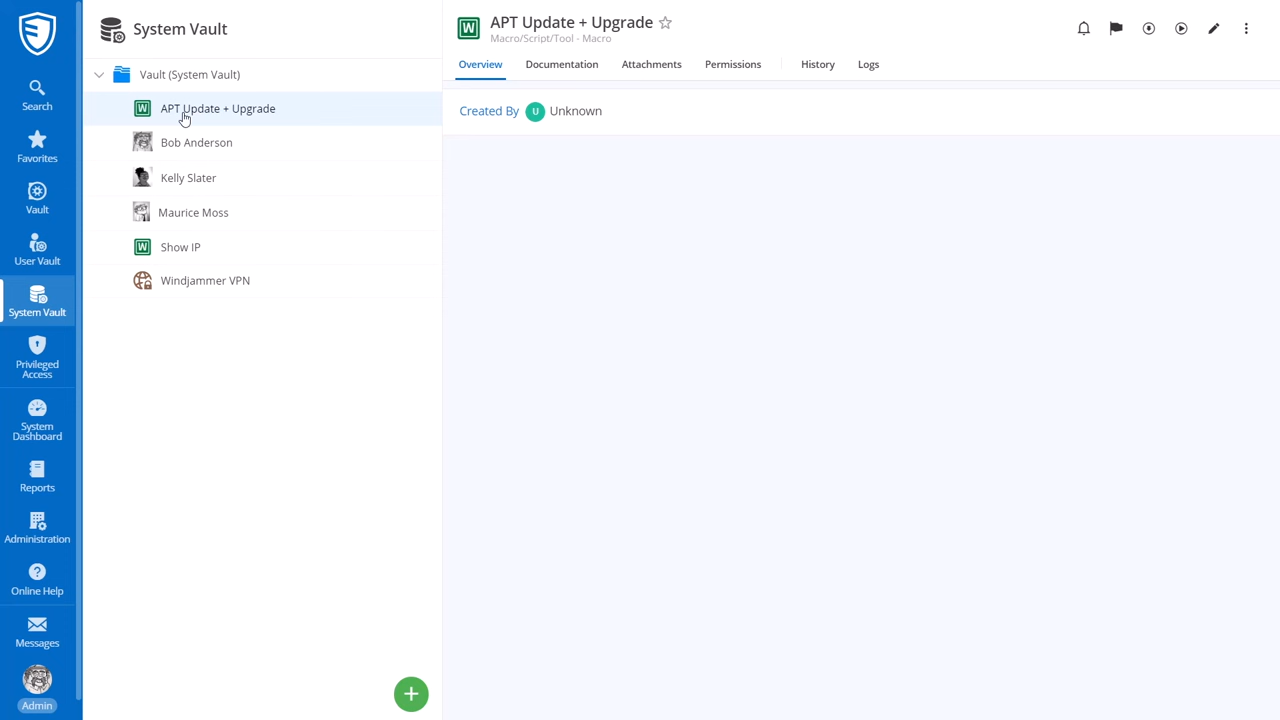 Search
Favorites
Vault
User Vault
System Vault
Privileged
Access
System
Dashboard
Reports
Administration
Online Help
Messages
Admin
System Vault
Vault (System Vault)
W APT Update + Upgrade
Bob Anderson
Kelly Slater
Maurice Moss
W Show IP
Windjammer VPN
W APT Update + Upgrade
Macro/Script/Tool - Macro
Overview Documentation Attachments Permissions History Logs
Created By U Unknown